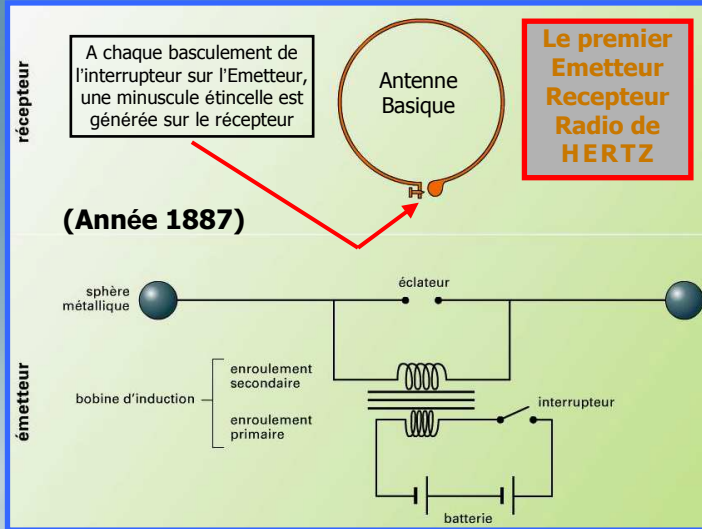 récepteur
A chaque basculement de
l'interrupteur sur l'Emetteur,
une minuscule étincelle est
générée sur le récepteur
Antenne
Basique
Le premier
Emetteur
Recepteur
Radio de
HERTZ
(Année 1887)
émetteur
sphère
métallique
éclateur
bobine d'induction
enroulement
secondaire
enroulement
primaire
interrupteur
batterie